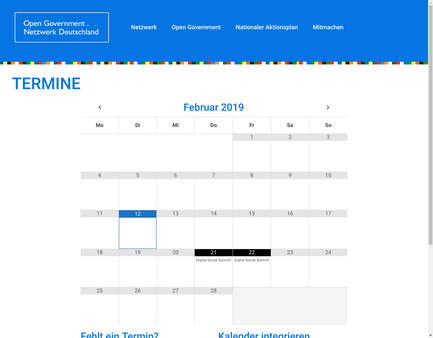 Open Government
Netzwerk Deutschland
Netzwerk Open Government Nationaler Aktionsplan Mitmachen
TERMINE
Februar 2019
Mo Di Mi Do Fr Sa So
1 2 3
4 5 6 7 8 9 10
11 12 13 14 15 16 17
18 19 20 21 22 23 24
Digital Social Summit Digital Social Summit
25 26 27 28
Fehlt ein Termin? Kalender integrieren